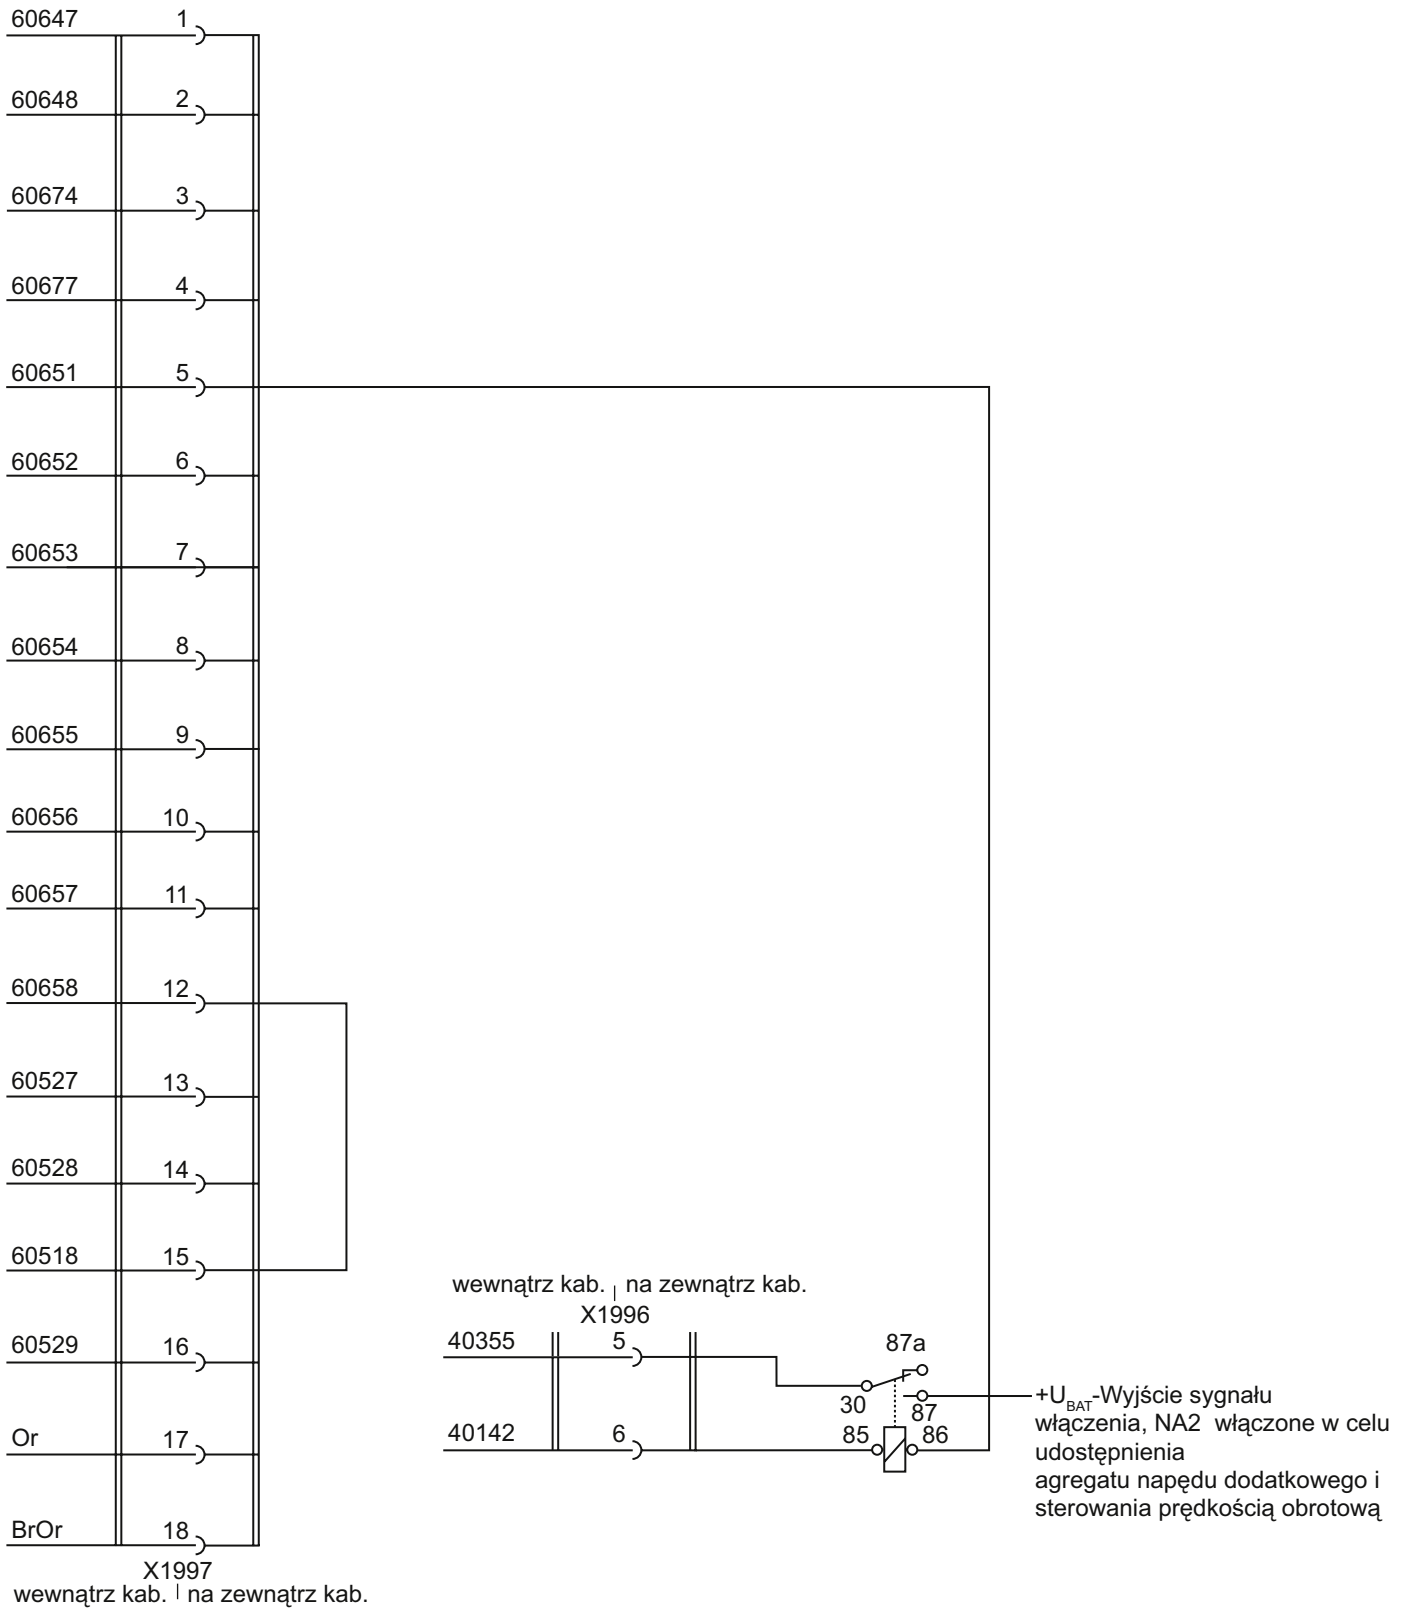 60647 1
60648 2
60674 3
60677 4
60651 5
60652 6
60653 7
60654 8
60655 9
60656 10
60657 11
60658 12
60527 13
60528 14
60518 15
60529 16
Or 17
BrOr 18
X1997
wewnątrz kab. na zewnątrz kab.
wewnątrz kab. na zewnątrz kab.
X1996
40355 5
40142 6
87a
30
87
85
86
+UBAT-Wyjście sygnału
włączenia, NA2 włączone w celu
udostępnienia
agregatu napędu dodatkowego i
sterowania prędkością obrotową